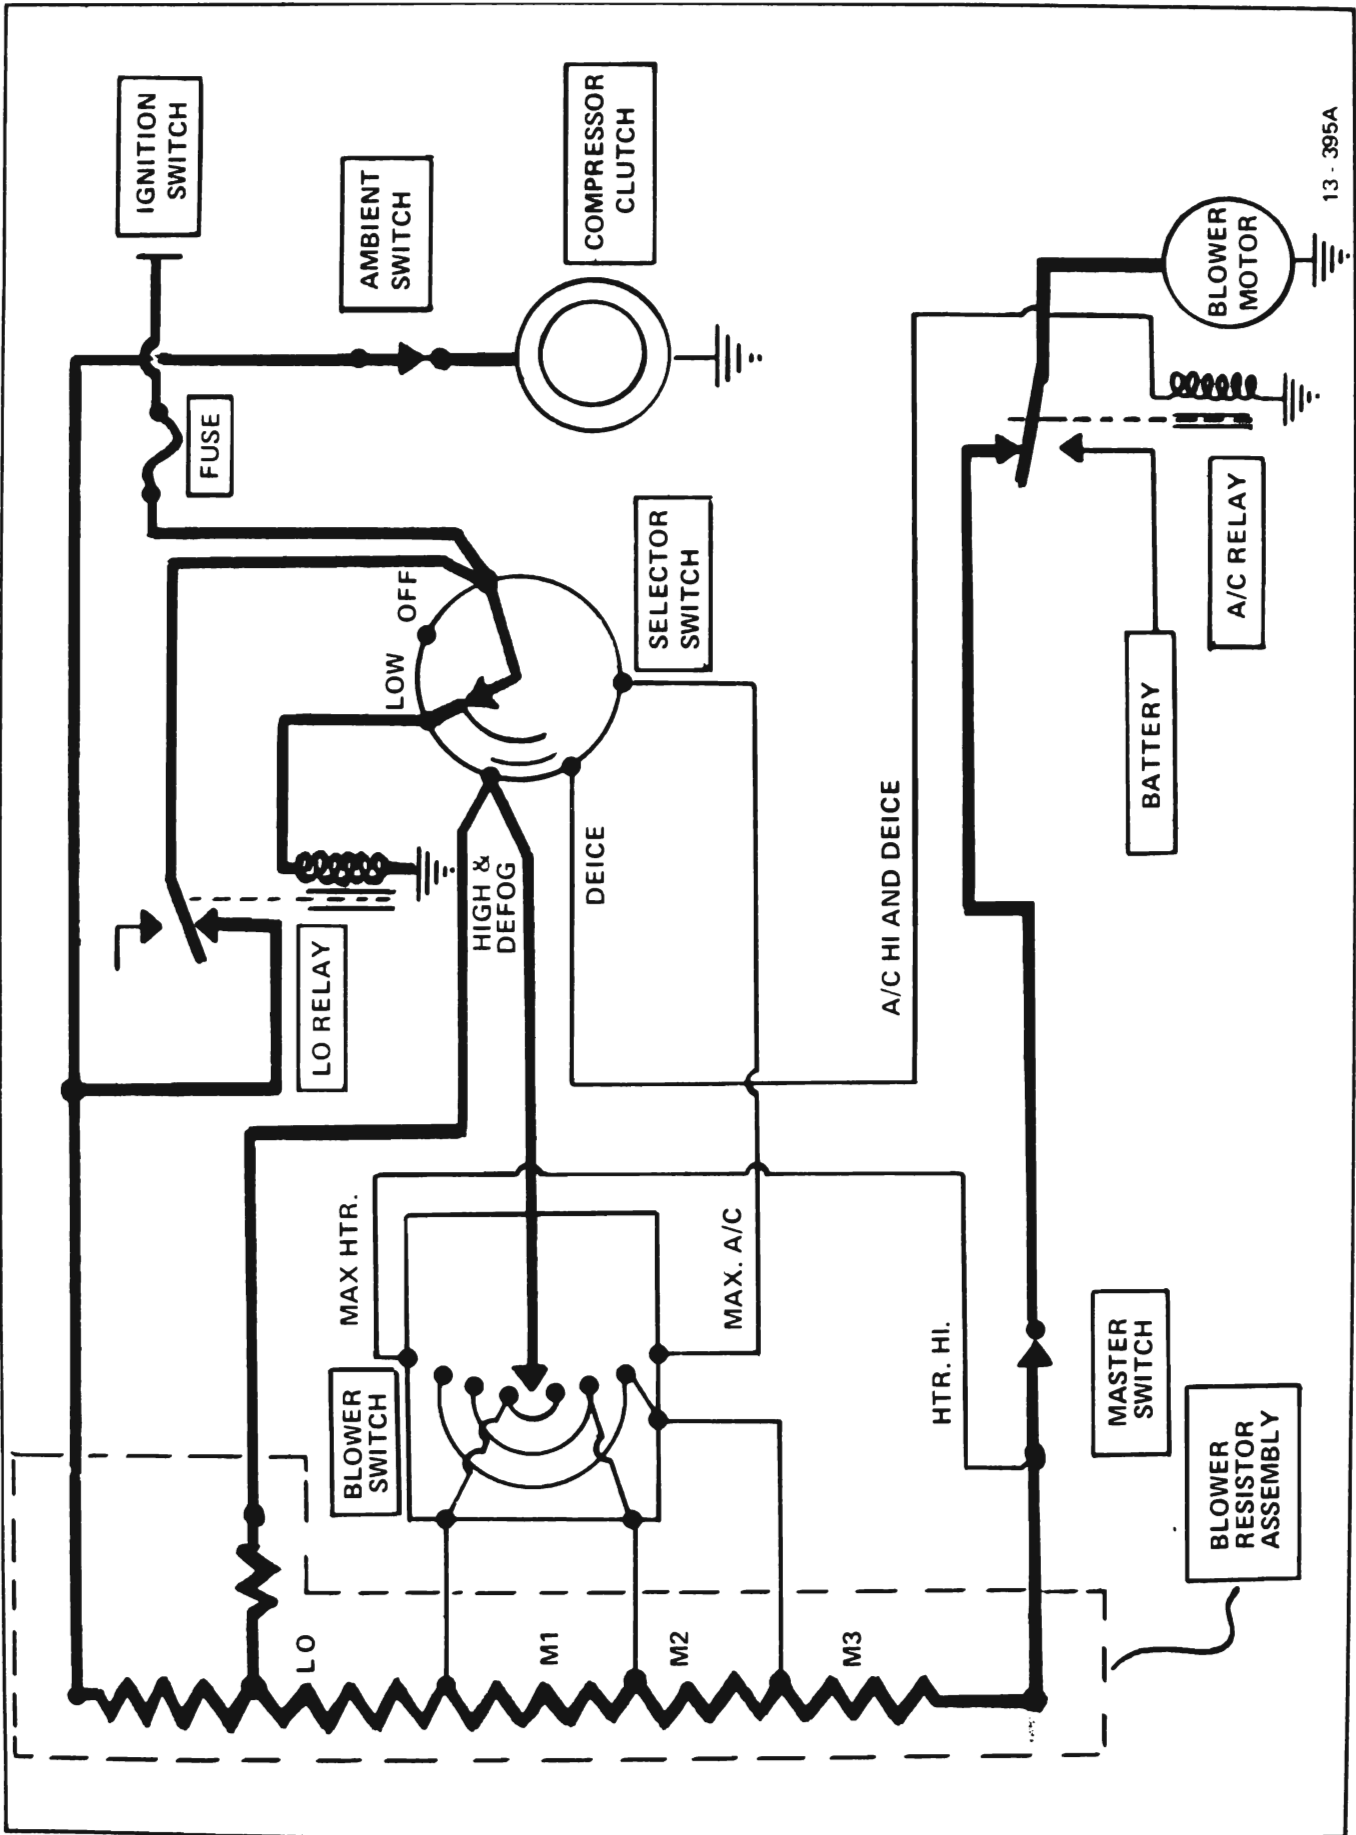 IGNITION
SWITCH
AMBIENT
SWITCH
COMPRESSOR
CLUTCH
FUSE
OFF
LOW
SELECTOR
SWITCH
LO RELAY
HIGH &
DEFOG
DEICE
A/C HI AND DEICE
BLOWER
MOTOR
A/C RELAY
BATTERY
MAX HTR.
MAX. A/C
BLOWER
SWITCH
HTR. HI.
MASTER
SWITCH
BLOWER
RESISTOR
ASSEMBLY
LO
M1
M2
M3
13 - 395A